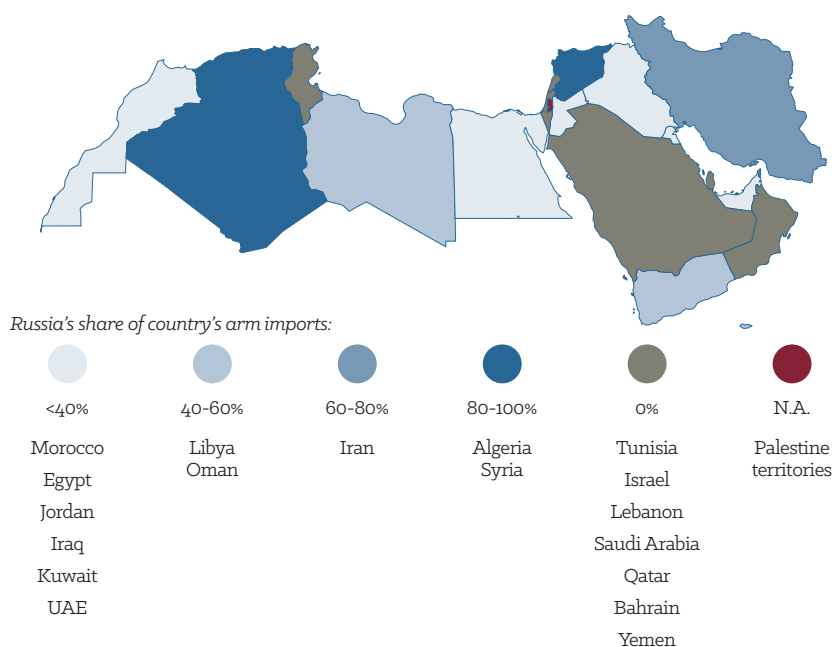 Russia's share of country's arm imports:
<40%
Morocco
Egypt
Jordan
Iraq
Kuwait
UAE
40-60%
Libya
Oman
60-80%
Iran
80-100%
Algeria
Syria
0%
Tunisia
Israel
Lebanon
Saudi Arabia
Qatar
Bahrain
Yemen
N.A.
Palestine
territories